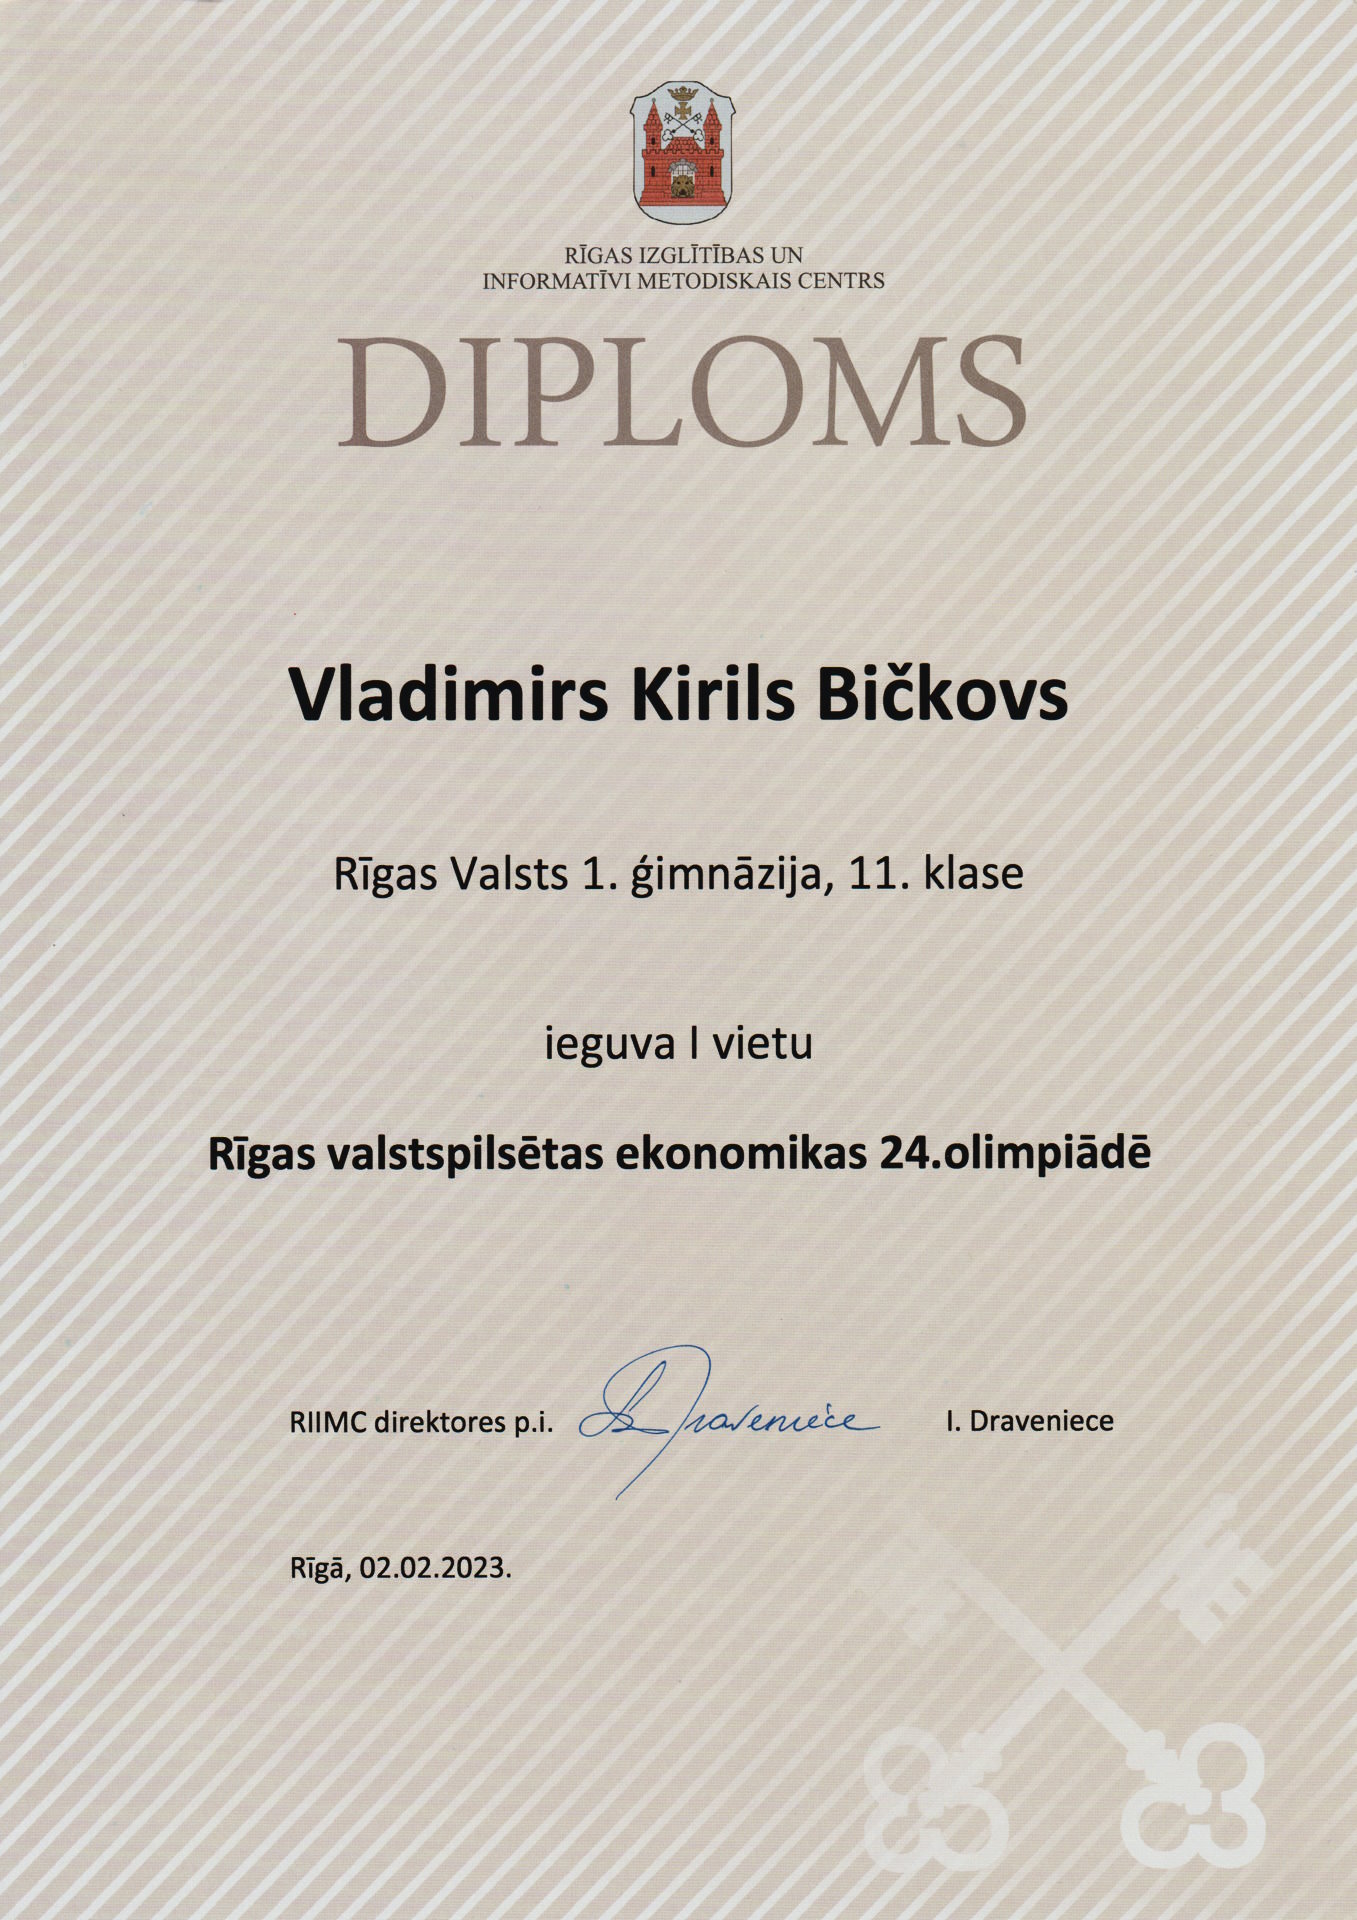 RĪGAS IZGLĪTĪBAS UN
INFORMATĪVI METODISKAIS CENTRS
DIPLOMS
Vladimirs Kirils Bičkovs
Rīgas Valsts 1. ģimnāzija, 11. klase
ieguva I vietu
Rīgas valstspilsētas ekonomikas 24.olimpiādē
RIIMC direktores p.i. I. Draveniece I. Draveniece
Rīgā, 02.02.2023.